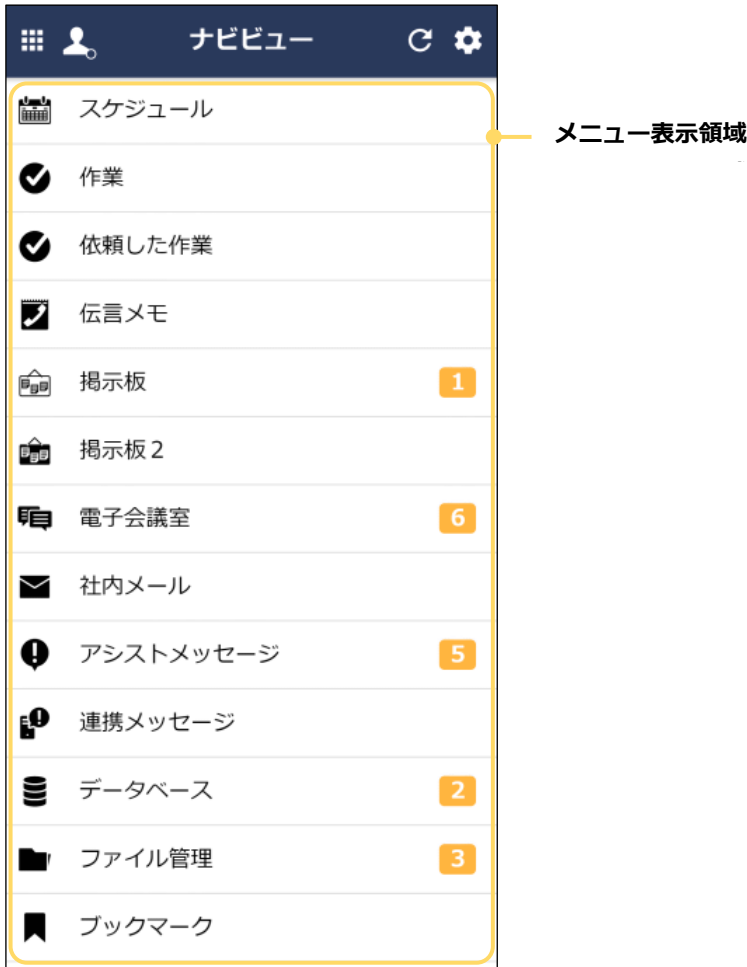 ナビビュー
スケジュール
メニュー表示領域
作業
依頼した作業
伝言メモ
掲示板 1
掲示板２
電子会議室 6
社内メール
アシストメッセージ 5
連携メッセージ
データベース 2
ファイル管理 3
ブックマーク